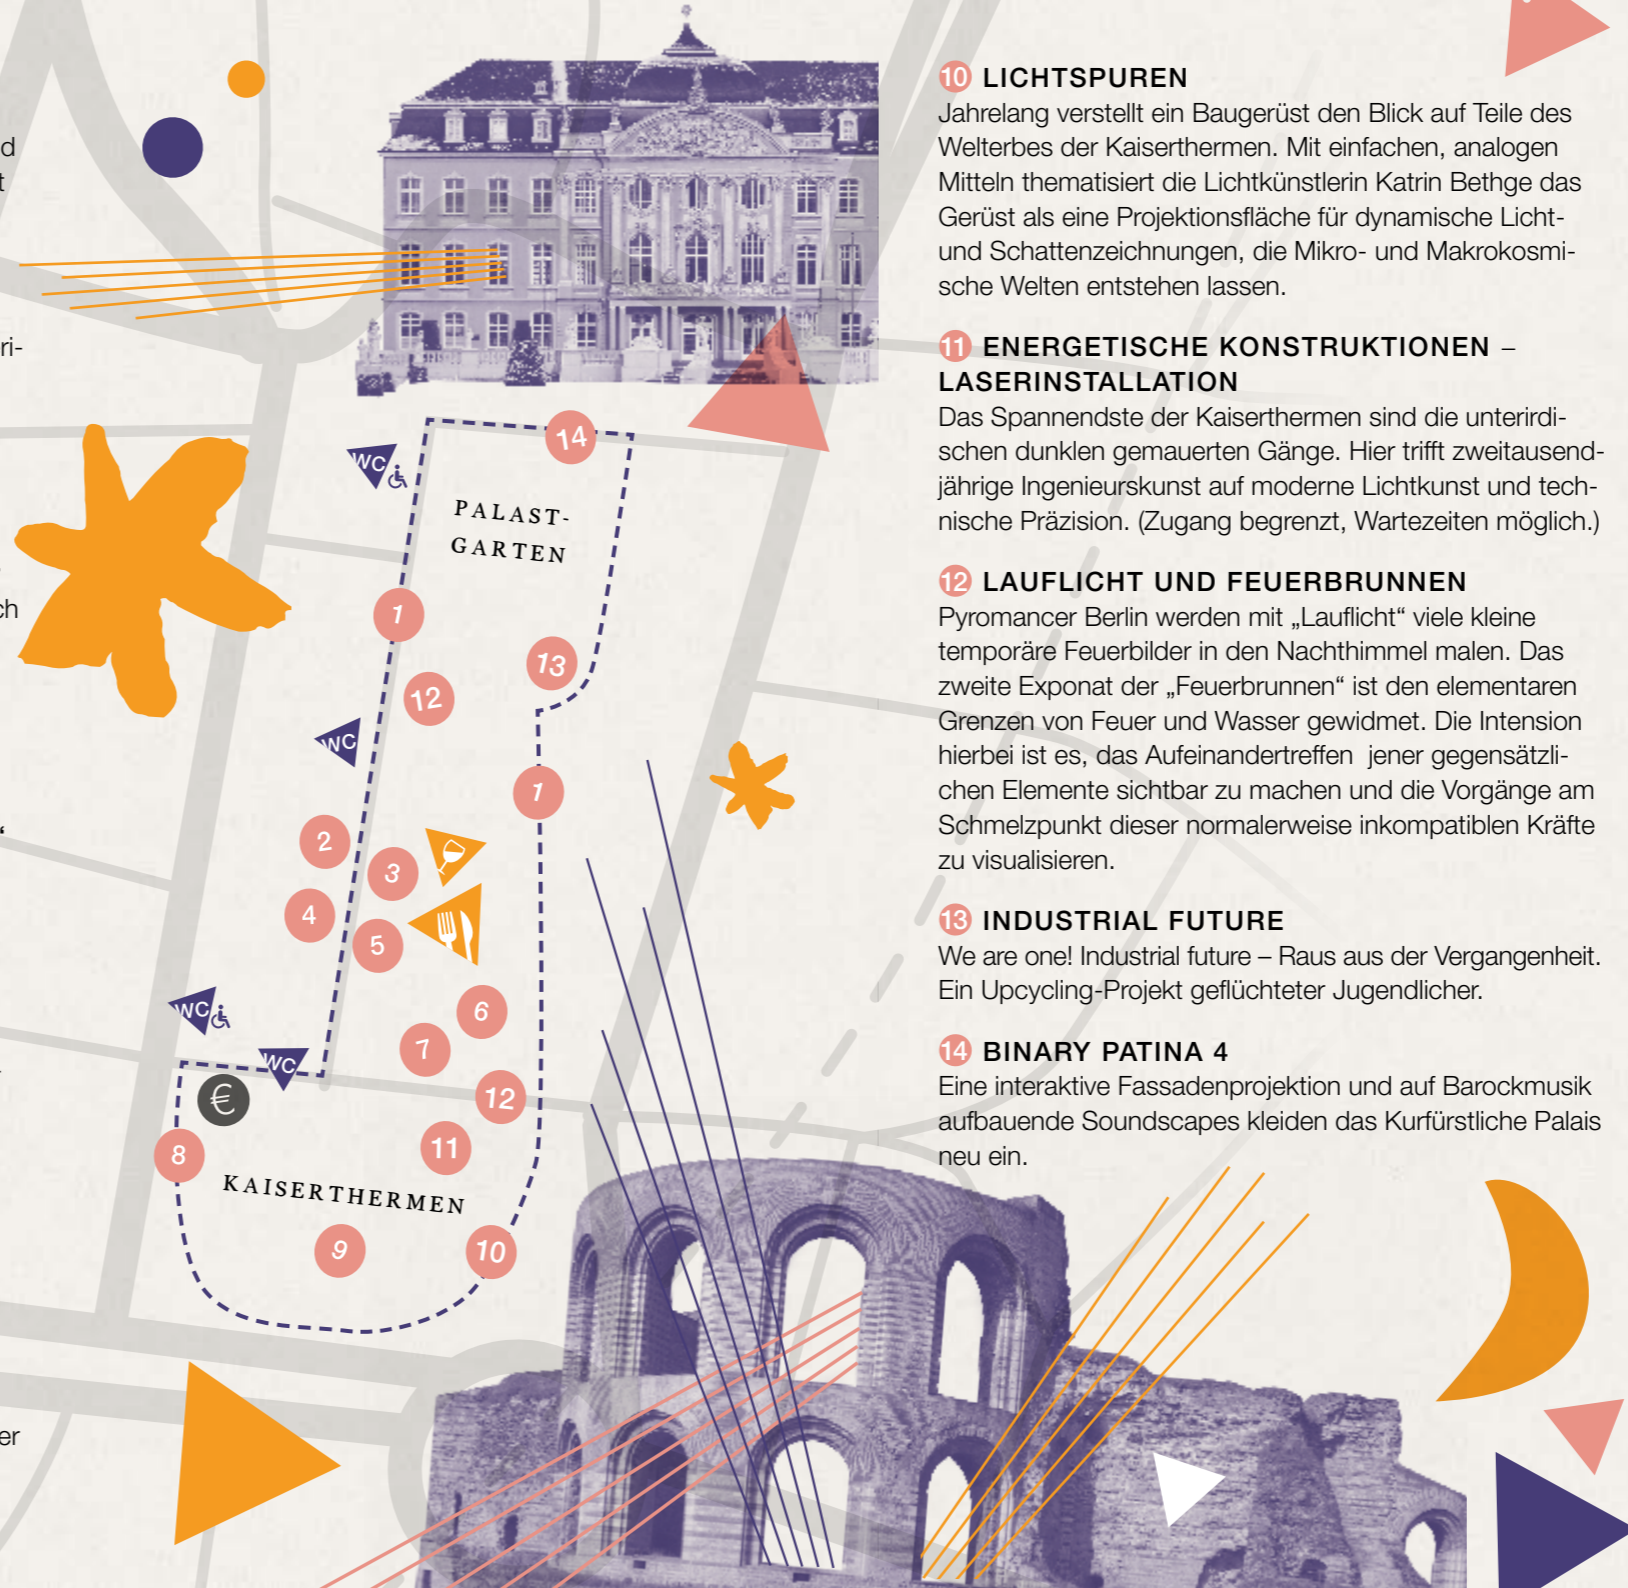 d
t
ri-
ch
“
er
WC
14
PALAST-
GARTEN
1
13
12
WC
1
2
3
4
5
6
WC
7
WC
€
12
11
8
KAISERTHERMEN
9
10
10 LICHTSPUREN
Jahrelang verstellt ein Baugerüst den Blick auf Teile des
Welterbes der Kaiserthermen. Mit einfachen, analogen
Mitteln thematisiert die Lichtkünstlerin Katrin Bethge das
Gerüst als eine Projektionsfläche für dynamische Licht-
und Schattenzeichnungen, die Mikro- und Makrokosmi-
sche Welten entstehen lassen.
11 ENERGETISCHE KONSTRUKTIONEN –
LASERINSTALLATION
Das Spannendste der Kaiserthermen sind die unterirdi-
schen dunklen gemauerten Gänge. Hier trifft zweitausend-
jährige Ingenieurskunst auf moderne Lichtkunst und tech-
nische Präzision. (Zugang begrenzt, Wartezeiten möglich.)
12 LAUFLICHT UND FEUERBRUNNEN
Pyromancer Berlin werden mit „Lauflicht“ viele kleine
temporäre Feuerbilder in den Nachthimmel malen. Das
zweite Exponat der „Feuerbrunnen“ ist den elementaren
Grenzen von Feuer und Wasser gewidmet. Die Intension
hierbei ist es, das Aufeinandertreffen  jener gegensätzli-
chen Elemente sichtbar zu machen und die Vorgänge am
Schmelzpunkt dieser normalerweise inkompatiblen Kräfte
zu visualisieren.
13 INDUSTRIAL FUTURE
We are one! Industrial future – Raus aus der Vergangenheit.
Ein Upcycling-Projekt geflüchteter Jugendlicher.
14 BINARY PATINA 4
Eine interaktive Fassadenprojektion und auf Barockmusik
aufbauende Soundscapes kleiden das Kurfürstliche Palais
neu ein.